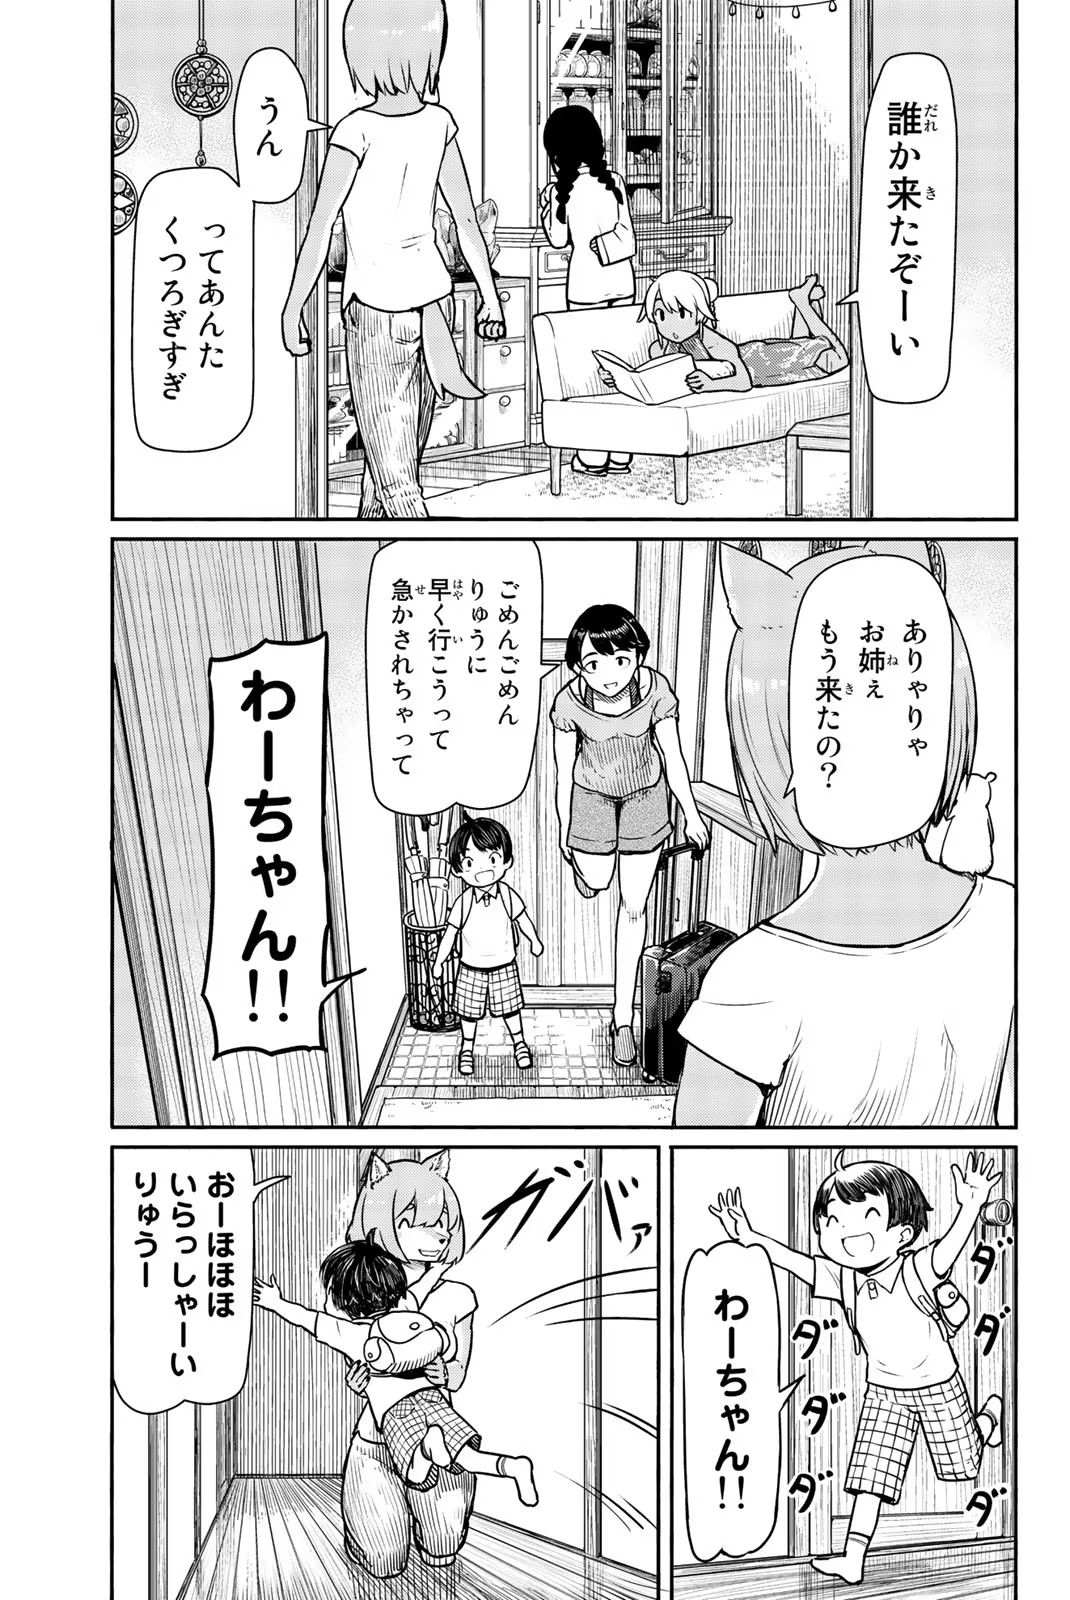 誰か来たぞーい
うん
ってあんた
くつろぎすぎ
ありゃりゃ
お姉ぇ
もう来たの?
ごめんごめん
りゅうに
早く行こうって
急かされちゃって
わーちゃん!!
わーちゃん!!
ダダダダ
ダダダ
グンバァ
おーほほほ
いらっしゃーい
りゅうー